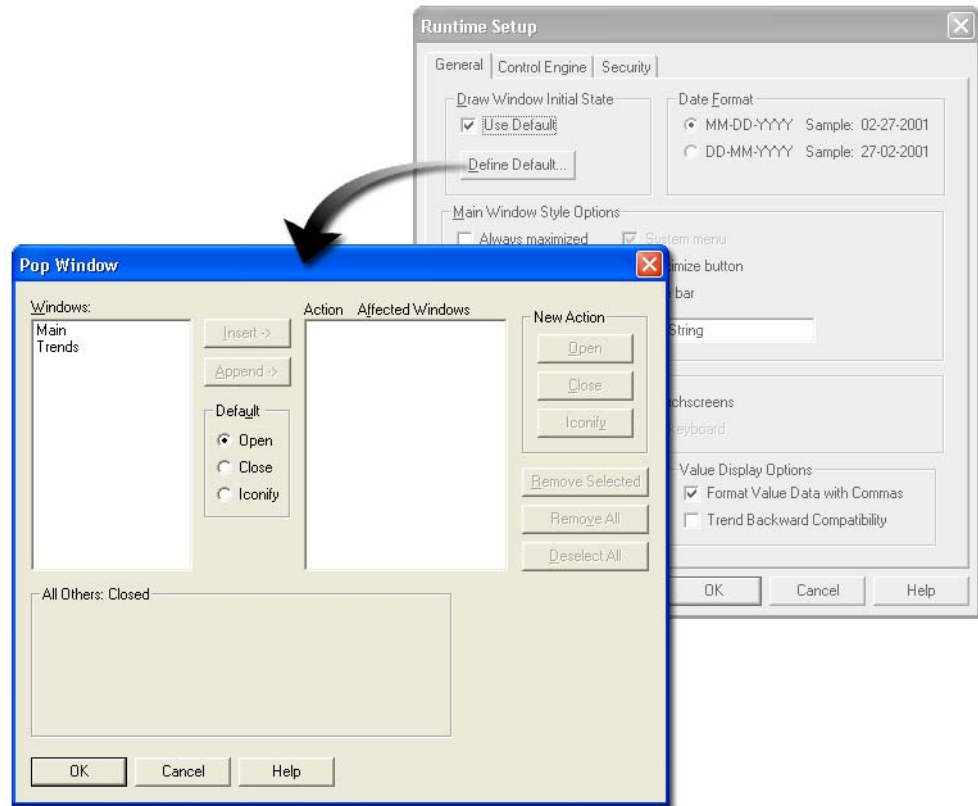 Runtime Setup
General Control Engine Security
Draw Window Initial State
Use Default
Define Default...
Date Format
MM-DD-YYYY Sample: 02-27-2001
DD-MM-YYYY Sample: 27-02-2001
Main Window Style Options
Always maximized System menu
button
bar
String
keyboard
Value Display Options
Format Value Data with Commas
Trend Backward Compatibility
OK Cancel Help
Pop Window
Windows:
Main
Trends
Insert ->
Append ->
Default
Open
Close
Iconify
Action Affected Windows
New Action
Open
Close
Iconify
Remove Selected
Remove All
Deselect All
All Others: Closed
OK Cancel Help